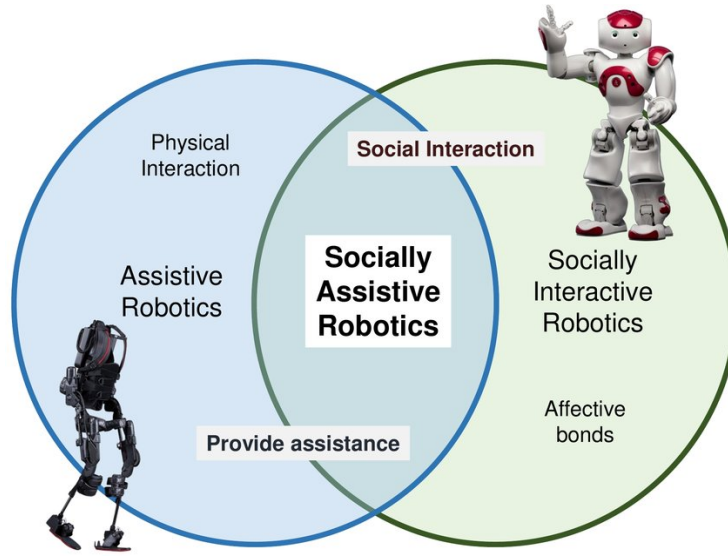 Physical
Interaction
Social Interaction
Assistive
Robotics
Socially
Assistive
Robotics
Socially
Interactive
Robotics
Provide assistance
Affective
bonds